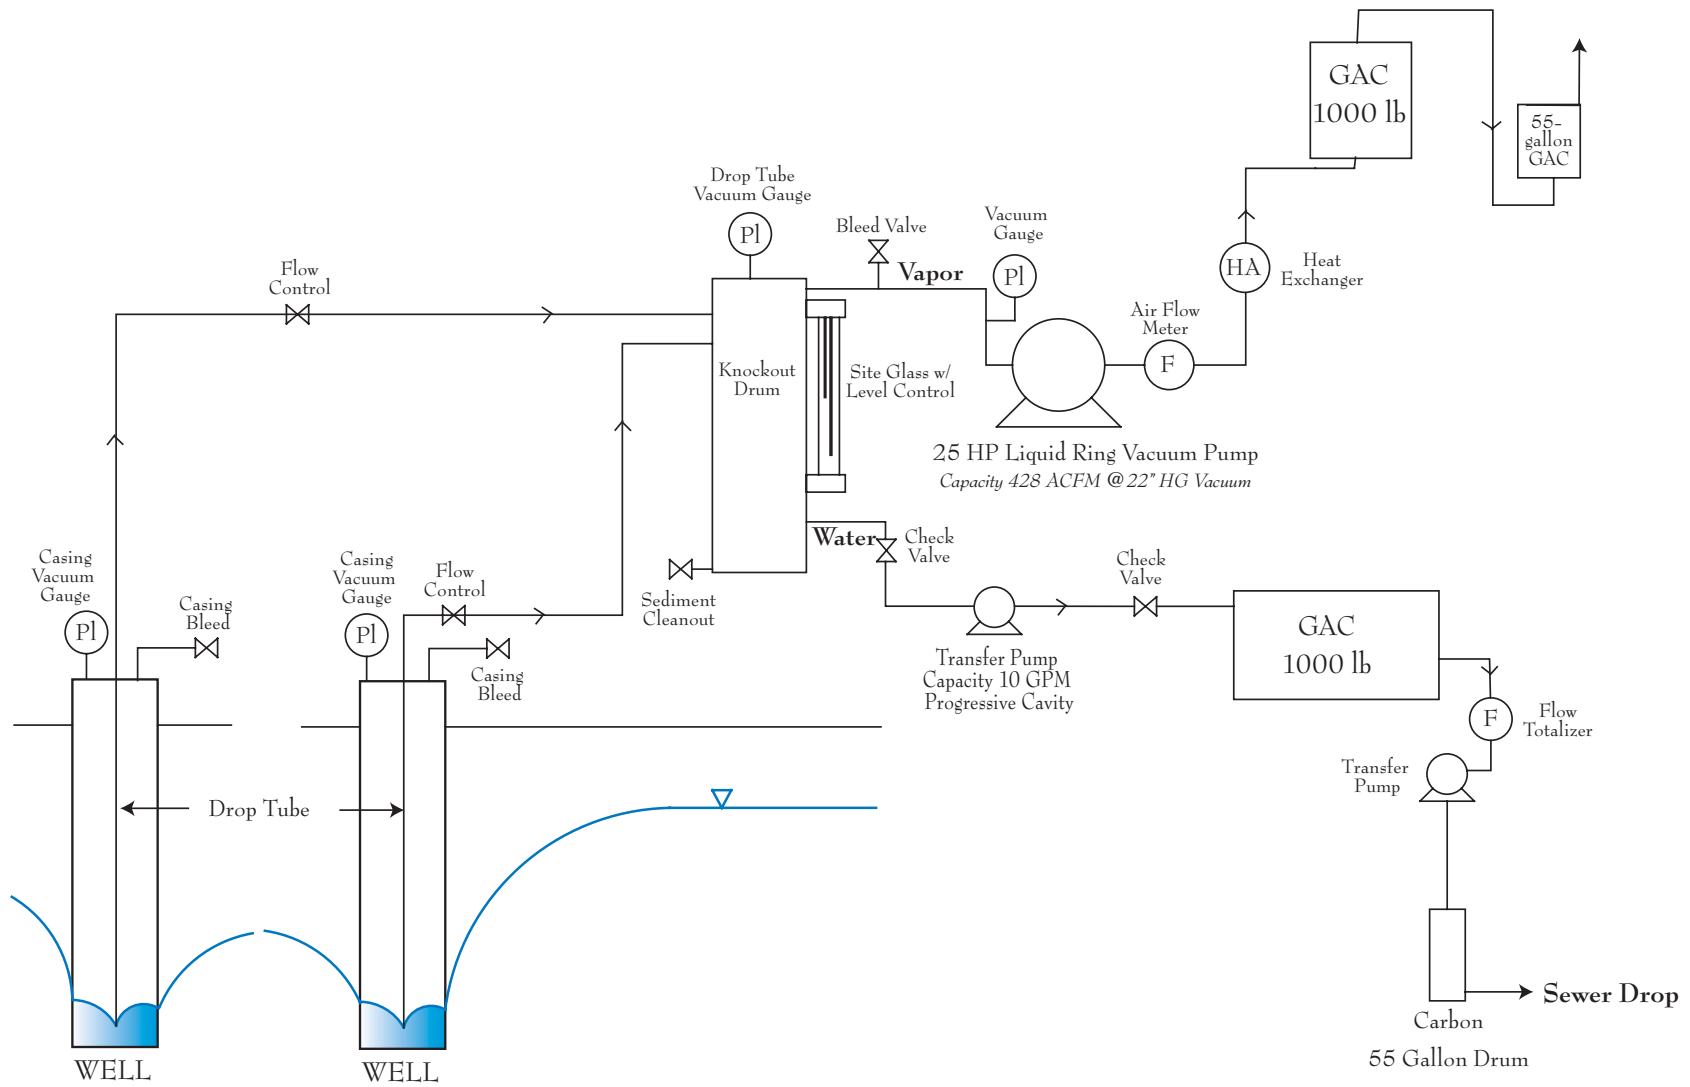 GAC
1000 lb
55-
gallon
GAC
Drop Tube
Vacuum Gauge
Pl
Bleed Valve
Vapor
Vacuum
Gauge
Pl
HA
Heat
Exchanger
Flow
Control
Air Flow
Meter
F
Knockout
Drum
Site Glass w/
Level Control
25 HP Liquid Ring Vacuum Pump
Capacity 428 ACFM @ 22" HG Vacuum
Water
Check
Valve
Check
Valve
Casing
Vacuum
Gauge
Pl
Casing
Bleed
Casing
Vacuum
Gauge
Pl
Flow
Control
Casing
Bleed
Sediment
Cleanout
Transfer Pump
Capacity 10 GPM
Progressive Cavity
GAC
1000 lb
F
Flow
Totalizer
Transfer
Pump
Drop Tube
Sewer Drop
Carbon
55 Gallon Drum
WELL
WELL